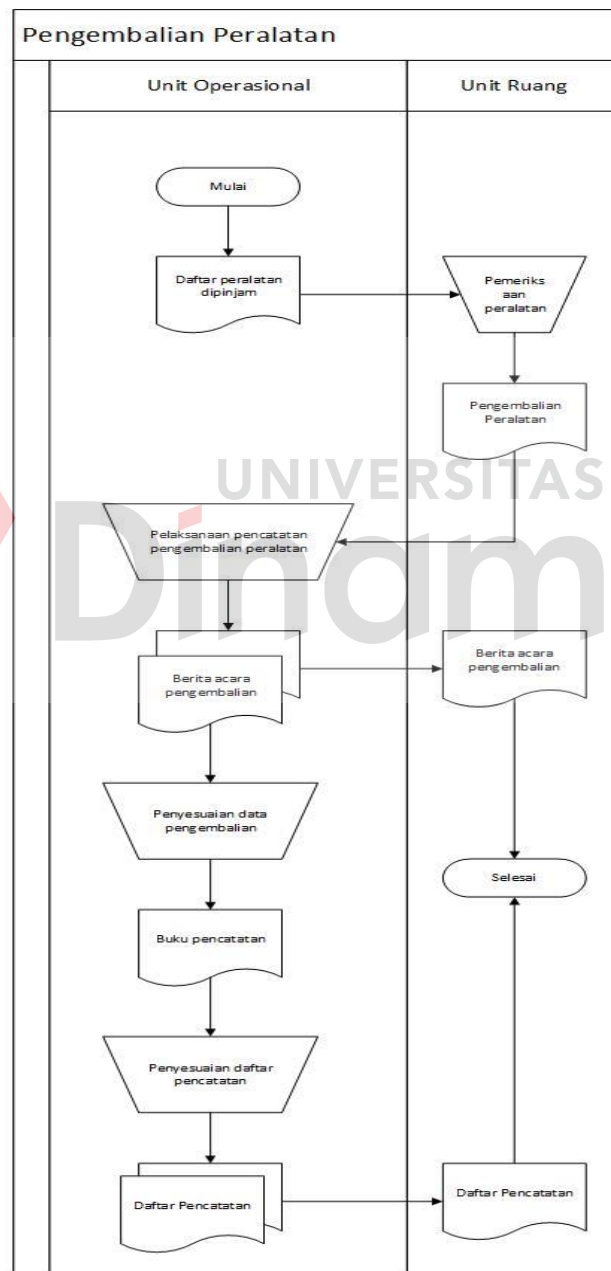 Pengembalian Peralatan
Unit Operasional
Unit Ruang
Mulai
Daftar peralatan
dipinjam
Pemeriks
aan
peralatan
Pengembalian
Peralatan
UNIVERSITAS
Dinam
Pelaksanaan pencatatan
pengembalian peralatan
Berita acara
pengembalian
Berita acara
pengembalian
Penyesuaian data
pengembalian
Selesai
Buku pencatatan
Penyesuaian daftar
pencatatan
Daftar Pencatatan
Daftar Pencatatan